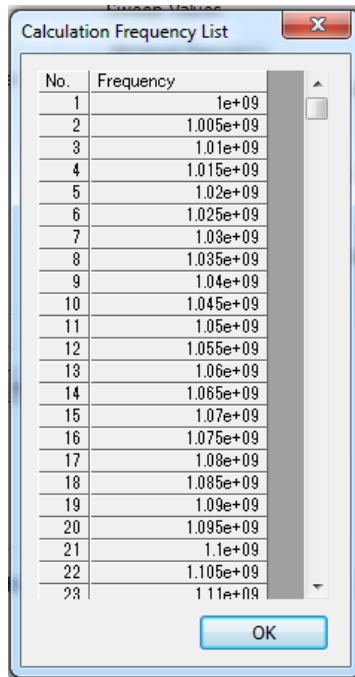 Sweep Values
Calculation Frequency List
No. Frequency
1 1e+09
2 1.005e+09
3 1.01e+09
4 1.015e+09
5 1.02e+09
6 1.025e+09
7 1.03e+09
8 1.035e+09
9 1.04e+09
10 1.045e+09
11 1.05e+09
12 1.055e+09
13 1.06e+09
14 1.065e+09
15 1.07e+09
16 1.075e+09
17 1.08e+09
18 1.085e+09
19 1.09e+09
20 1.095e+09
21 1.1e+09
22 1.105e+09
23 1.11e+09
OK